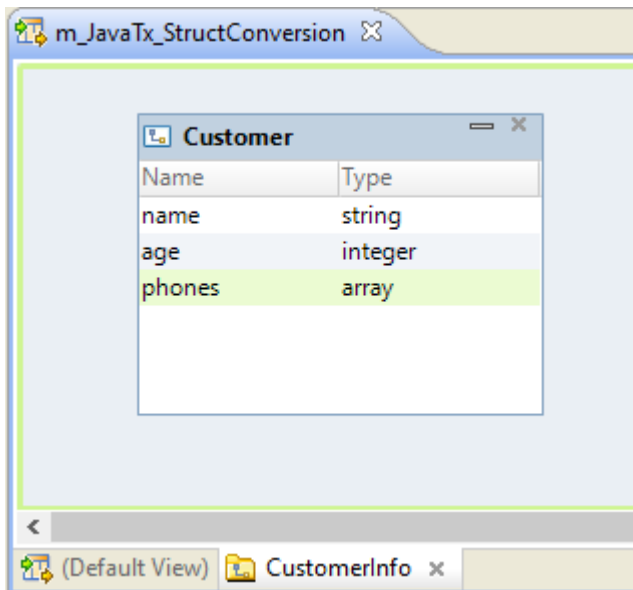 m_JavaTx_StructConversion
Customer
Name Type
name string
age integer
phones array
(Default View) CustomerInfo